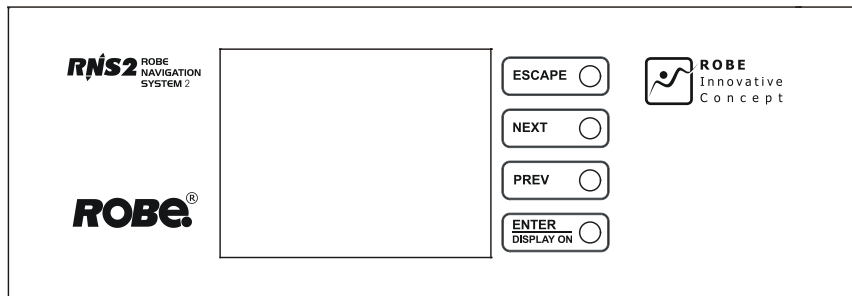 RNS2 ROBE
NAVIGATION
SYSTEM 2
ROBE®
ESCAPE
NEXT
PREV
ENTER
DISPLAY ON
ROBE
Innovative
Concept